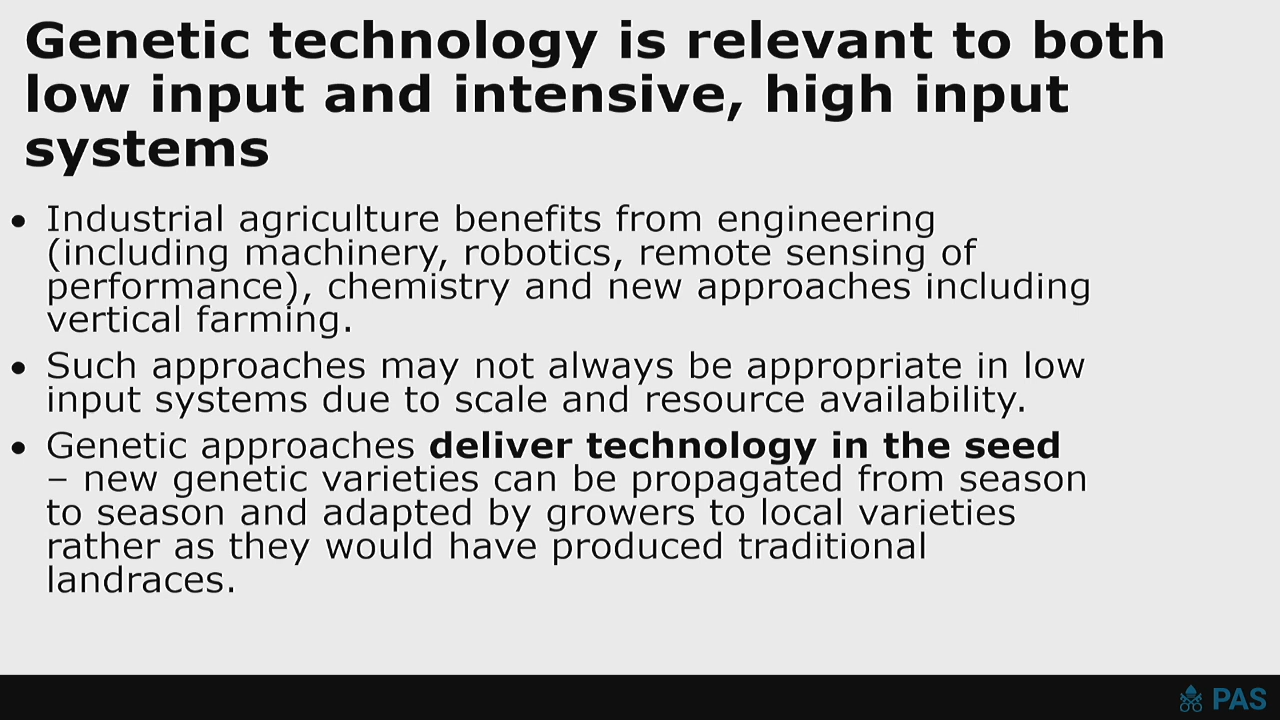 Genetic technology is relevant to both
low input and intensive, high input
systems
• Industrial agriculture benefits from engineering
(including machinery, robotics, remote sensing of
performance), chemistry and new approaches including
vertical farming.
• Such approaches may not always be appropriate in low
input systems due to scale and resource availability.
• Genetic approaches deliver technology in the seed
– new genetic varieties can be propagated from season
to season and adapted by growers to local varieties
rather as they would have produced traditional
landraces.
PAS